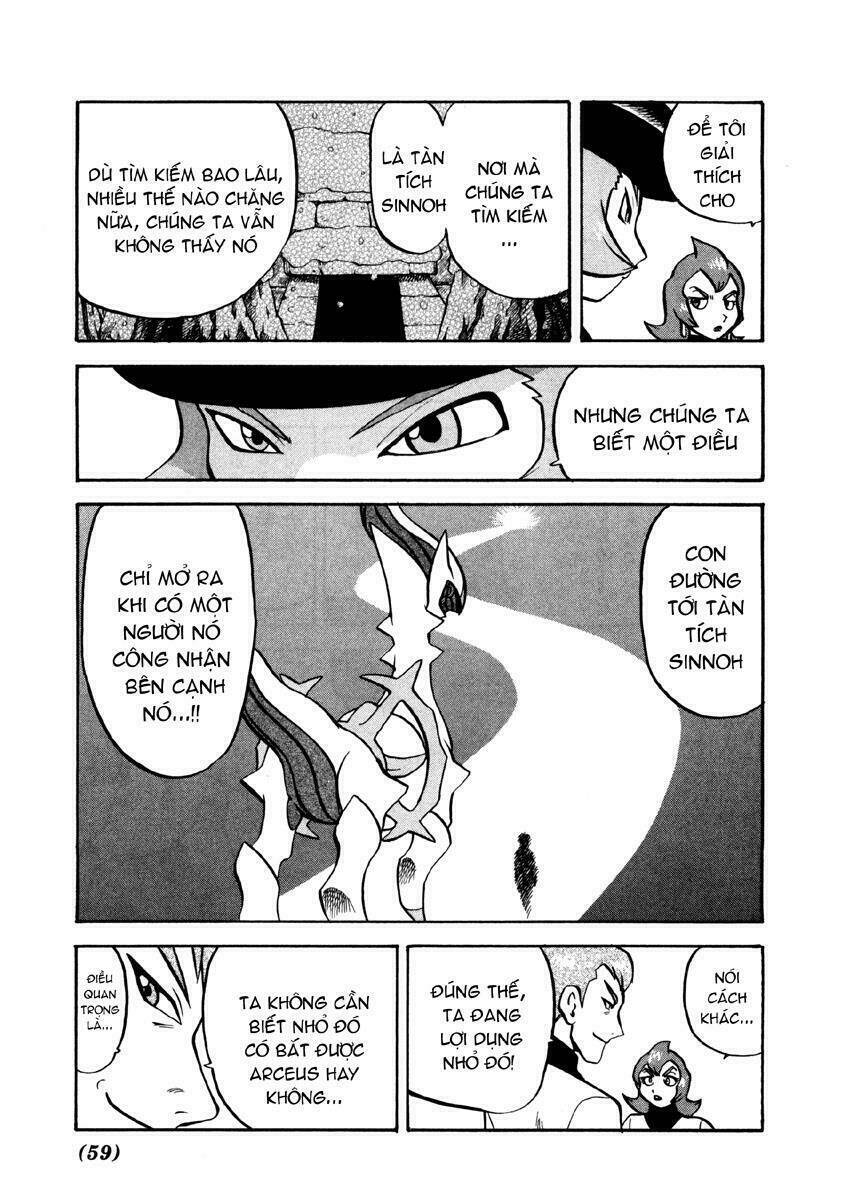 ĐỂ TÔI
GIẢI
THÍCH
CHO
NƠI MÀ
CHÚNG TA
TÌM KIẾM
...
LÀ TÀN
TÍCH
SINNOH
DÙ TÌM KIẾM BAO LÂU,
NHIỀU THẾ NÀO CHĂNG
NỮA, CHÚNG TA VẪN
KHÔNG THẤY NÓ
NHƯNG CHÚNG TA
BIẾT MỘT ĐIỀU
CON
ĐƯỜNG
TỚI TÀN
TÍCH
SINNOH
CHỈ MỞ RA
KHI CÓ MỘT
NGƯỜI NÓ
CÔNG NHẬN
BÊN CẠNH
NÓ...!!
NÓI
CÁCH
KHÁC...
ĐÚNG THẾ,
TA ĐANG
LỢI DỤNG
NHỎ ĐÓ!
TA KHÔNG CẦN
BIẾT NHỎ ĐÓ
CÓ BẮT ĐƯỢC
ARCEUS HAY
KHÔNG...
ĐIỀU
QUAN
TRỌNG
LÀ...
(59)